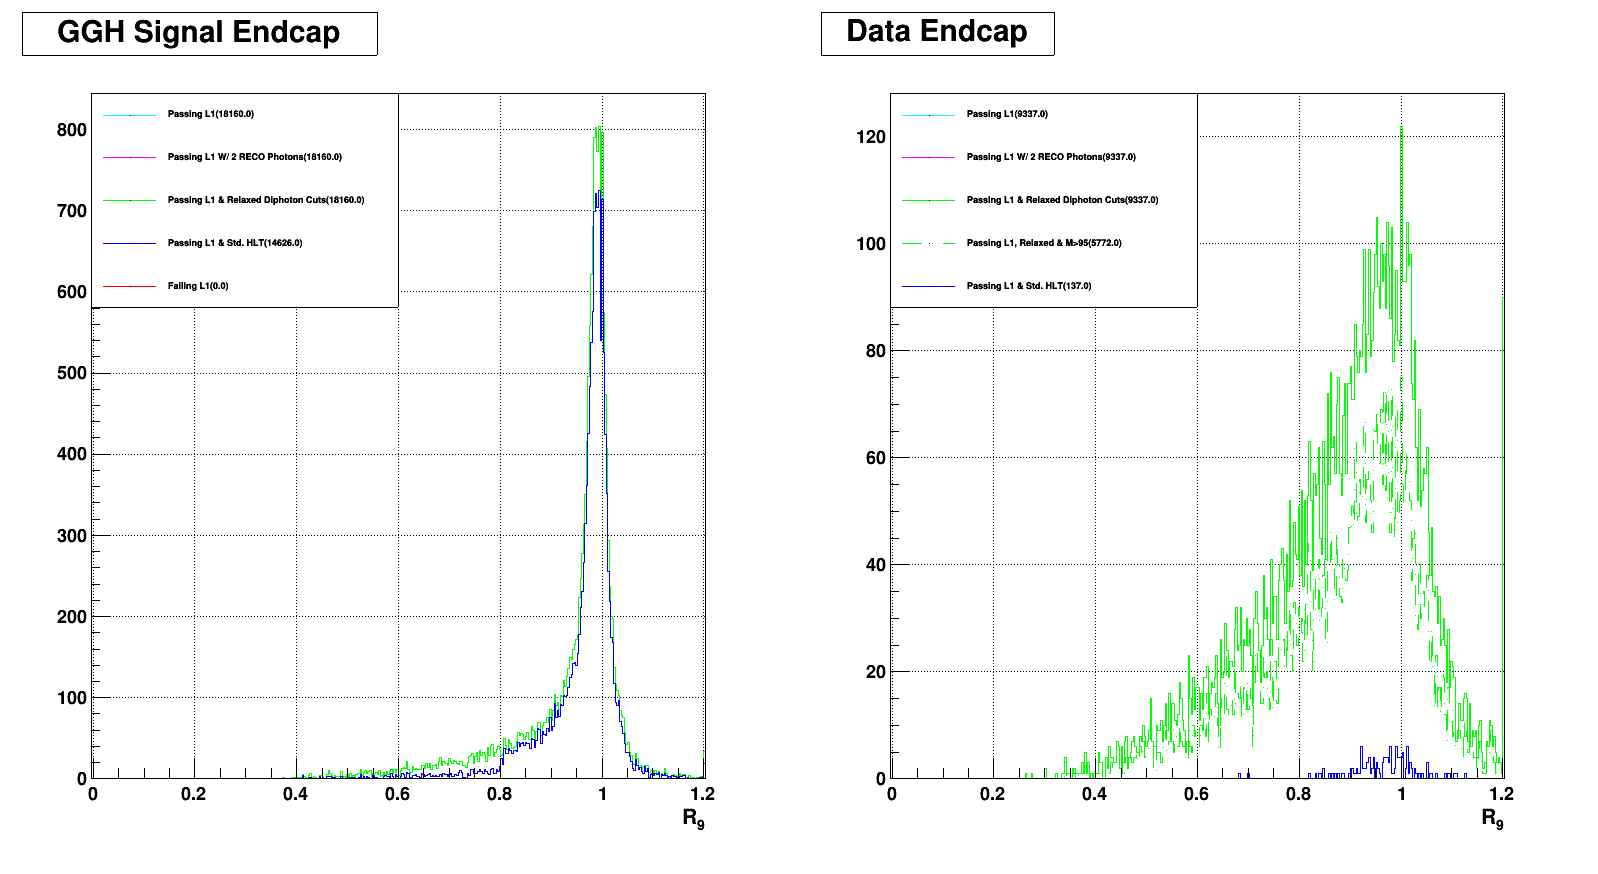 GGH Signal Endcap
Passing L1(18160.0)
Passing L1 W/ 2 RECO Photons(18160.0)
Passing L1 & Relaxed Diphoton Cuts(18160.0)
Passing L1 & Std. HLT(14626.0)
Failing L1(0.0)
800
700
600
500
400
300
200
100
0
0 0.2 0.4 0.6 0.8 1 1.2
R9
Data Endcap
Passing L1(9337.0)
Passing L1 W/ 2 RECO Photons(9337.0)
Passing L1 & Relaxed Diphoton Cuts(9337.0)
Passing L1, Relaxed & M>95(5772.0)
Passing L1 & Std. HLT(137.0)
120
100
80
60
40
20
0
0 0.2 0.4 0.6 0.8 1 1.2
R9